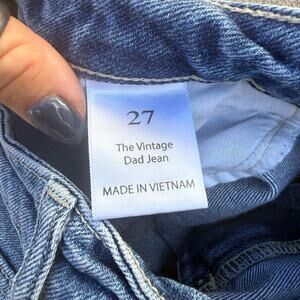 27
The Vintage
Dad Jean
MADE IN VIETNAM